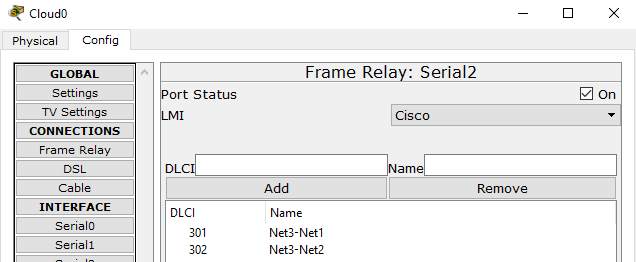 Cloud0
Physical Config
GLOBAL
Settings
TV Settings
CONNECTIONS
Frame Relay
DSL
Cable
INTERFACE
Serial0
Serial1
Frame Relay: Serial2
Port Status On
LMI Cisco
DLCI Name
Add Remove
DLCI Name
301 Net3-Net1
302 Net3-Net2